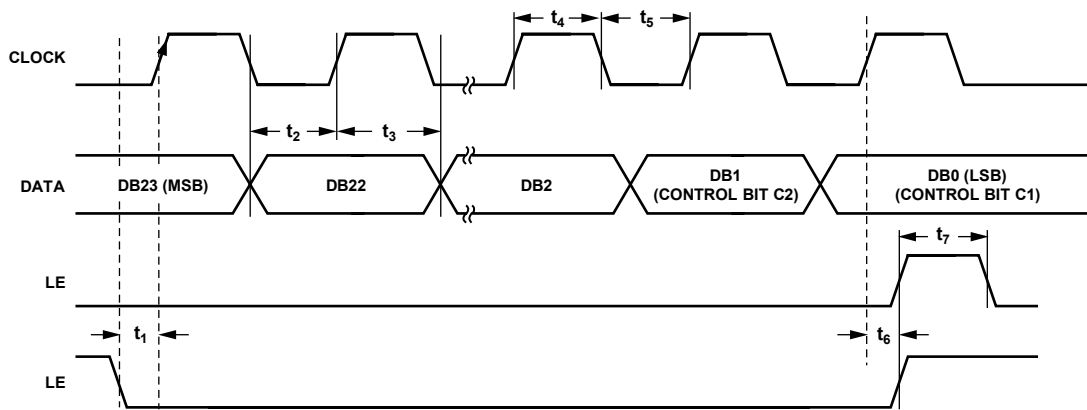 t4
t5
CLOCK
t2
t3
DATA
DB23 (MSB)
DB22
DB2
DB1
(CONTROL BIT C2)
DB0 (LSB)
(CONTROL BIT C1)
t7
LE
t1
t6
LE